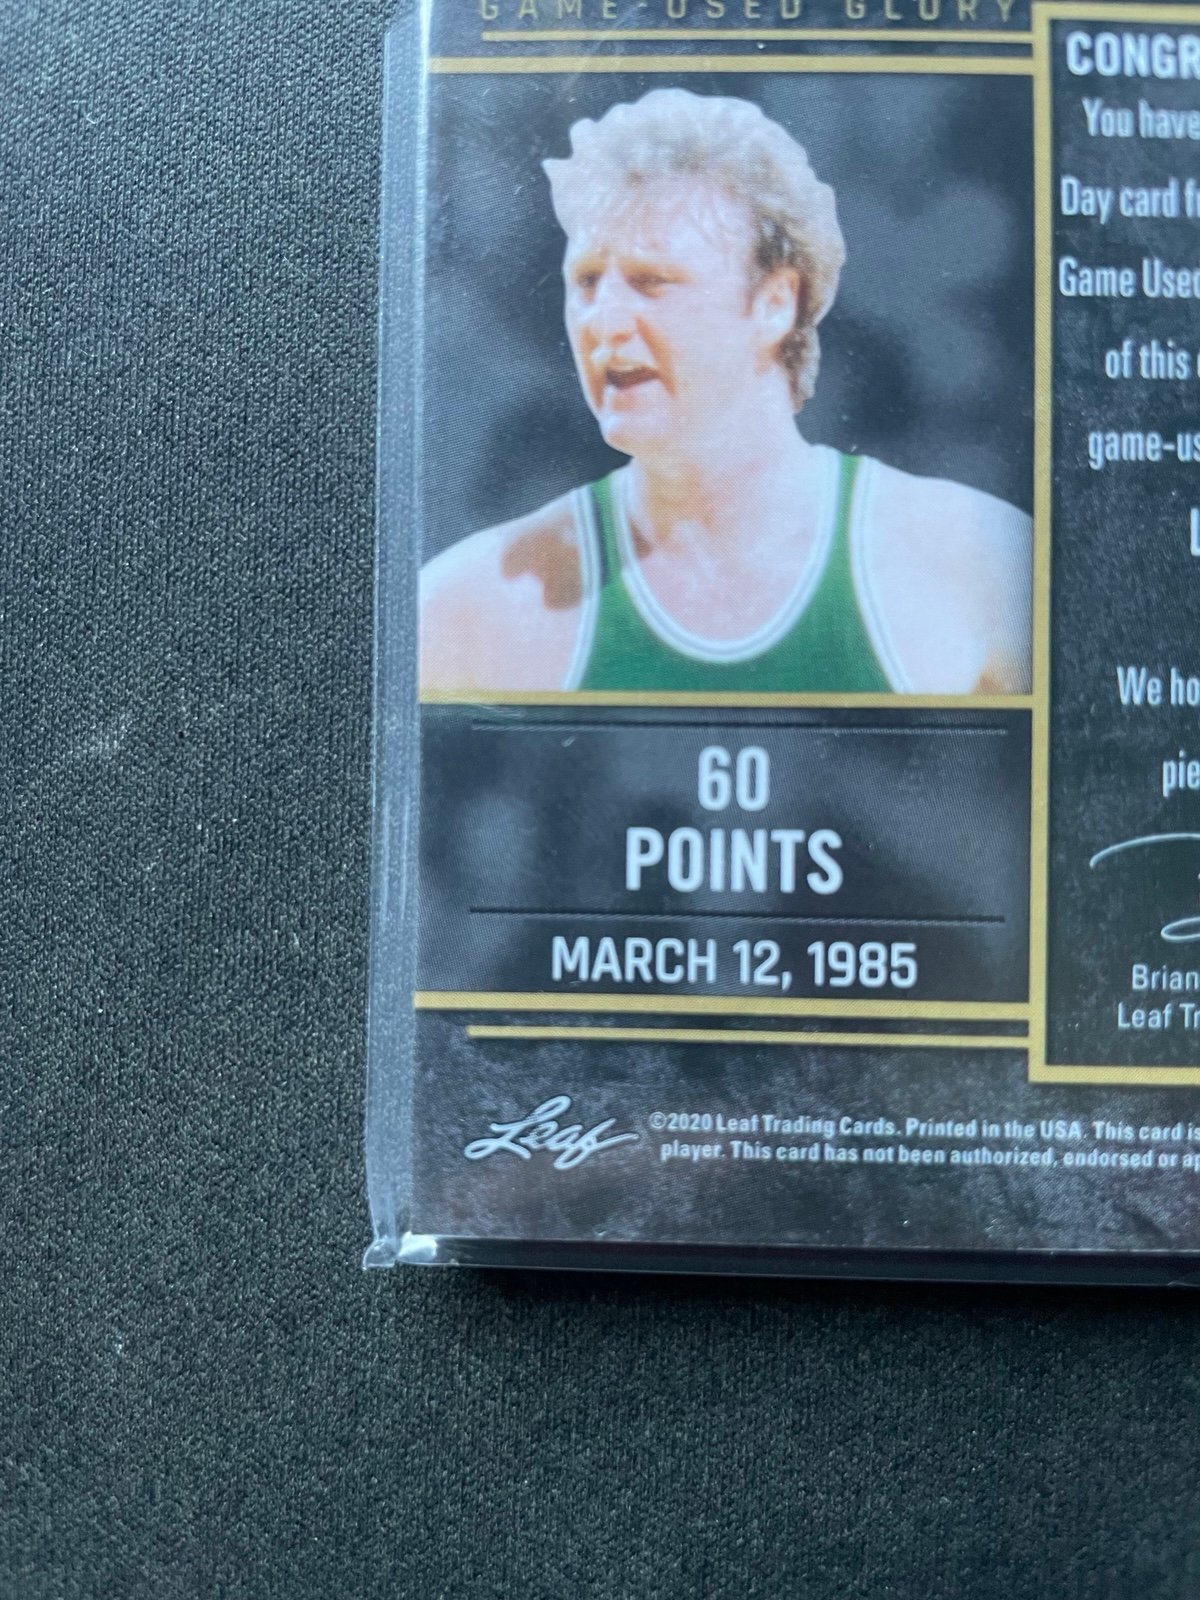 GAME-USED GLORY
60
POINTS
MARCH 12, 1985
CONGR
You have
Day card f
Game Use
of this
game-us
L
We ho
pie
Brian
Leaf Tr
Leaf
©2020 Leaf Trading Cards. Printed in the USA. This card is
player. This card has not been authorized, endorsed or ap